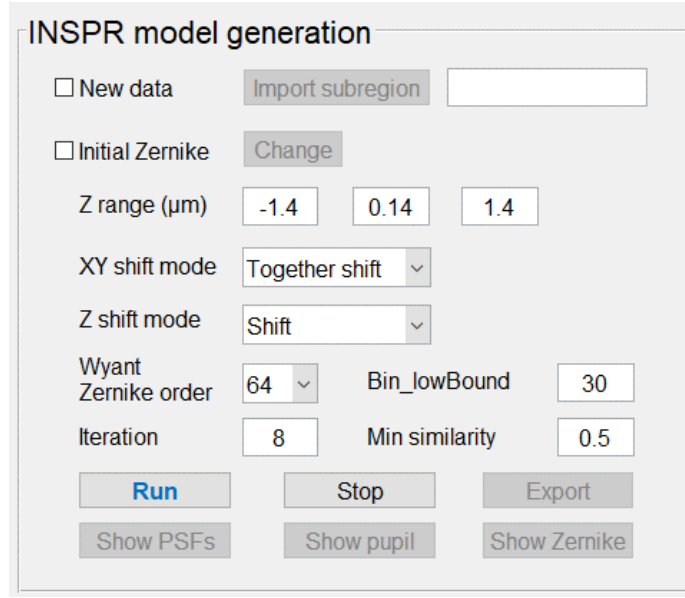 INSPR model generation
New data Import subregion
Initial Zernike Change
Z range (µm) -1.4 0.14 1.4
XY shift mode Together shift
Z shift mode Shift
Wyant
Zernike order 64 Bin_lowBound 30
Iteration 8 Min similarity 0.5
Run Stop Export
Show PSFs Show pupil Show Zernike